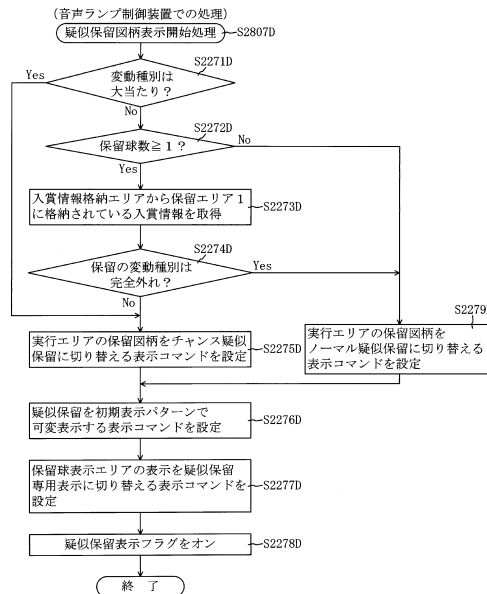 （音声ランプ制御装置での処理）
疑似保留図柄表示開始処理
S2807D
S2271D
変動種別は
大当たり？
Yes
No
S2272D
保留球数≧１？
No
Yes
入賞情報格納エリアから保留エリア１
に格納されている入賞情報を取得
S2273D
S2274D
保留の変動種別は
完全外れ？
Yes
No
実行エリアの保留図柄をチャンス疑似
保留に切り替える表示コマンドを設定
S2275D
S2279
実行エリアの保留図柄を
ノーマル疑似保留に切り替える
表示コマンドを設定
疑似保留を初期表示パターンで
可変表示する表示コマンドを設定
S2276D
保留球表示エリアの表示を疑似保留
専用表示に切り替える表示コマンドを
設定
S2277D
疑似保留表示フラグをオン
S2278D
終　了